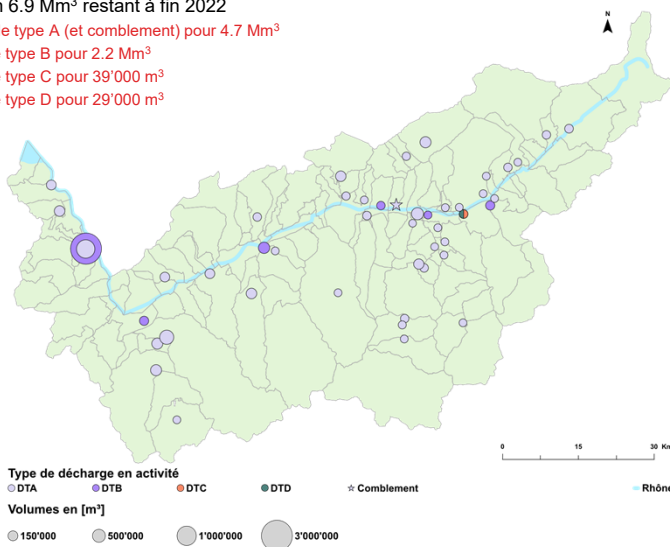 6.9 Mm³ restant à fin 2022
e type A (et comblement) pour 4.7 Mm³
type B pour 2.2 Mm³
type C pour 39’000 m³
type D pour 29’000 m³
N
0 15 30 Km
Type de décharge en activité
DTA DTB DTC DTD Comblement Rhône
Volumes en [m³]
150'000 500'000 1'000'000 3'000'000